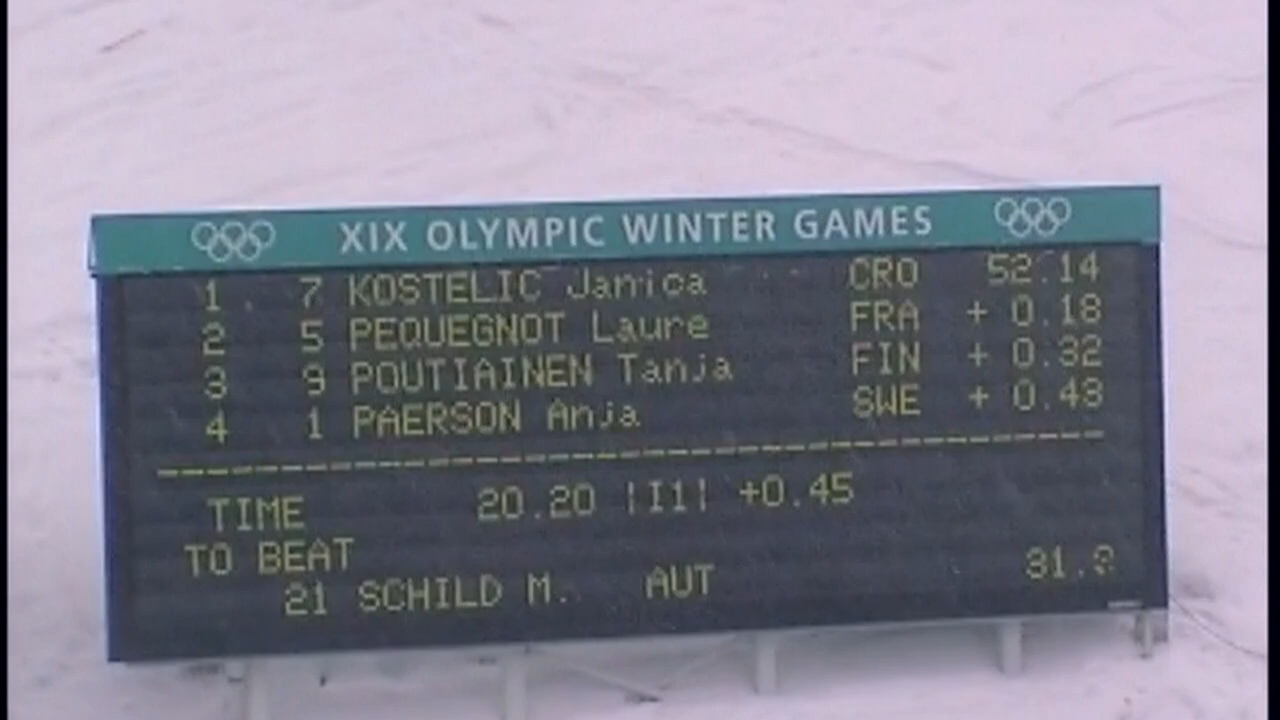 XIX OLYMPIC WINTER GAMES
1 7 KOSTELIC Janica CRO 52.14
2 5 PEQUEGNOT Laure FRA + 0.18
3 9 POUTIAINEN Tanja FIN + 0.32
4 1 PAERSON Anja SWE + 0.43
TIME 20.20 |I1| +0.45
TO BEAT
21 SCHILD M. AUT